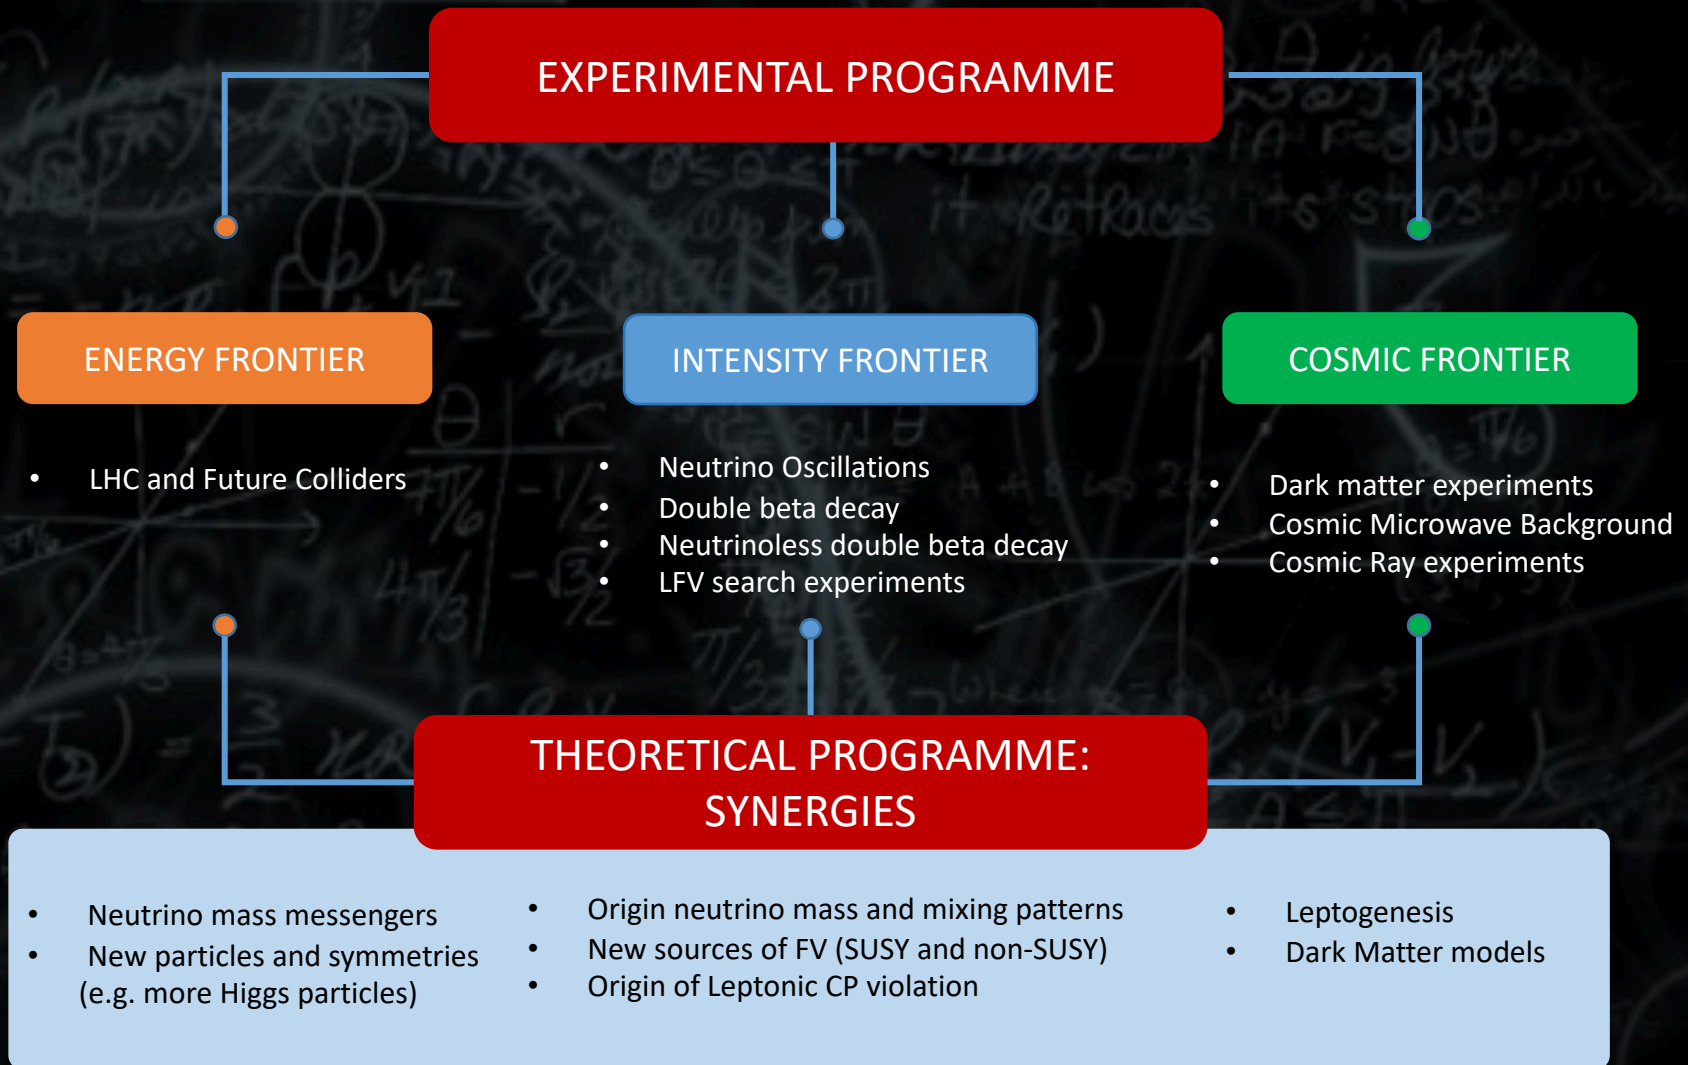 EXPERIMENTAL PROGRAMME
ENERGY FRONTIER
• LHC and Future Colliders
INTENSITY FRONTIER
• Neutrino Oscillations
• Double beta decay
• Neutrinoless double beta decay
• LFV search experiments
COSMIC FRONTIER
• Dark matter experiments
• Cosmic Microwave Background
• Cosmic Ray experiments
THEORETICAL PROGRAMME:
SYNERGIES
• Neutrino mass messengers
• New particles and symmetries
(e.g. more Higgs particles)
• Origin neutrino mass and mixing patterns
• New sources of FV (SUSY and non-SUSY)
• Origin of Leptonic CP violation
• Leptogenesis
• Dark Matter models